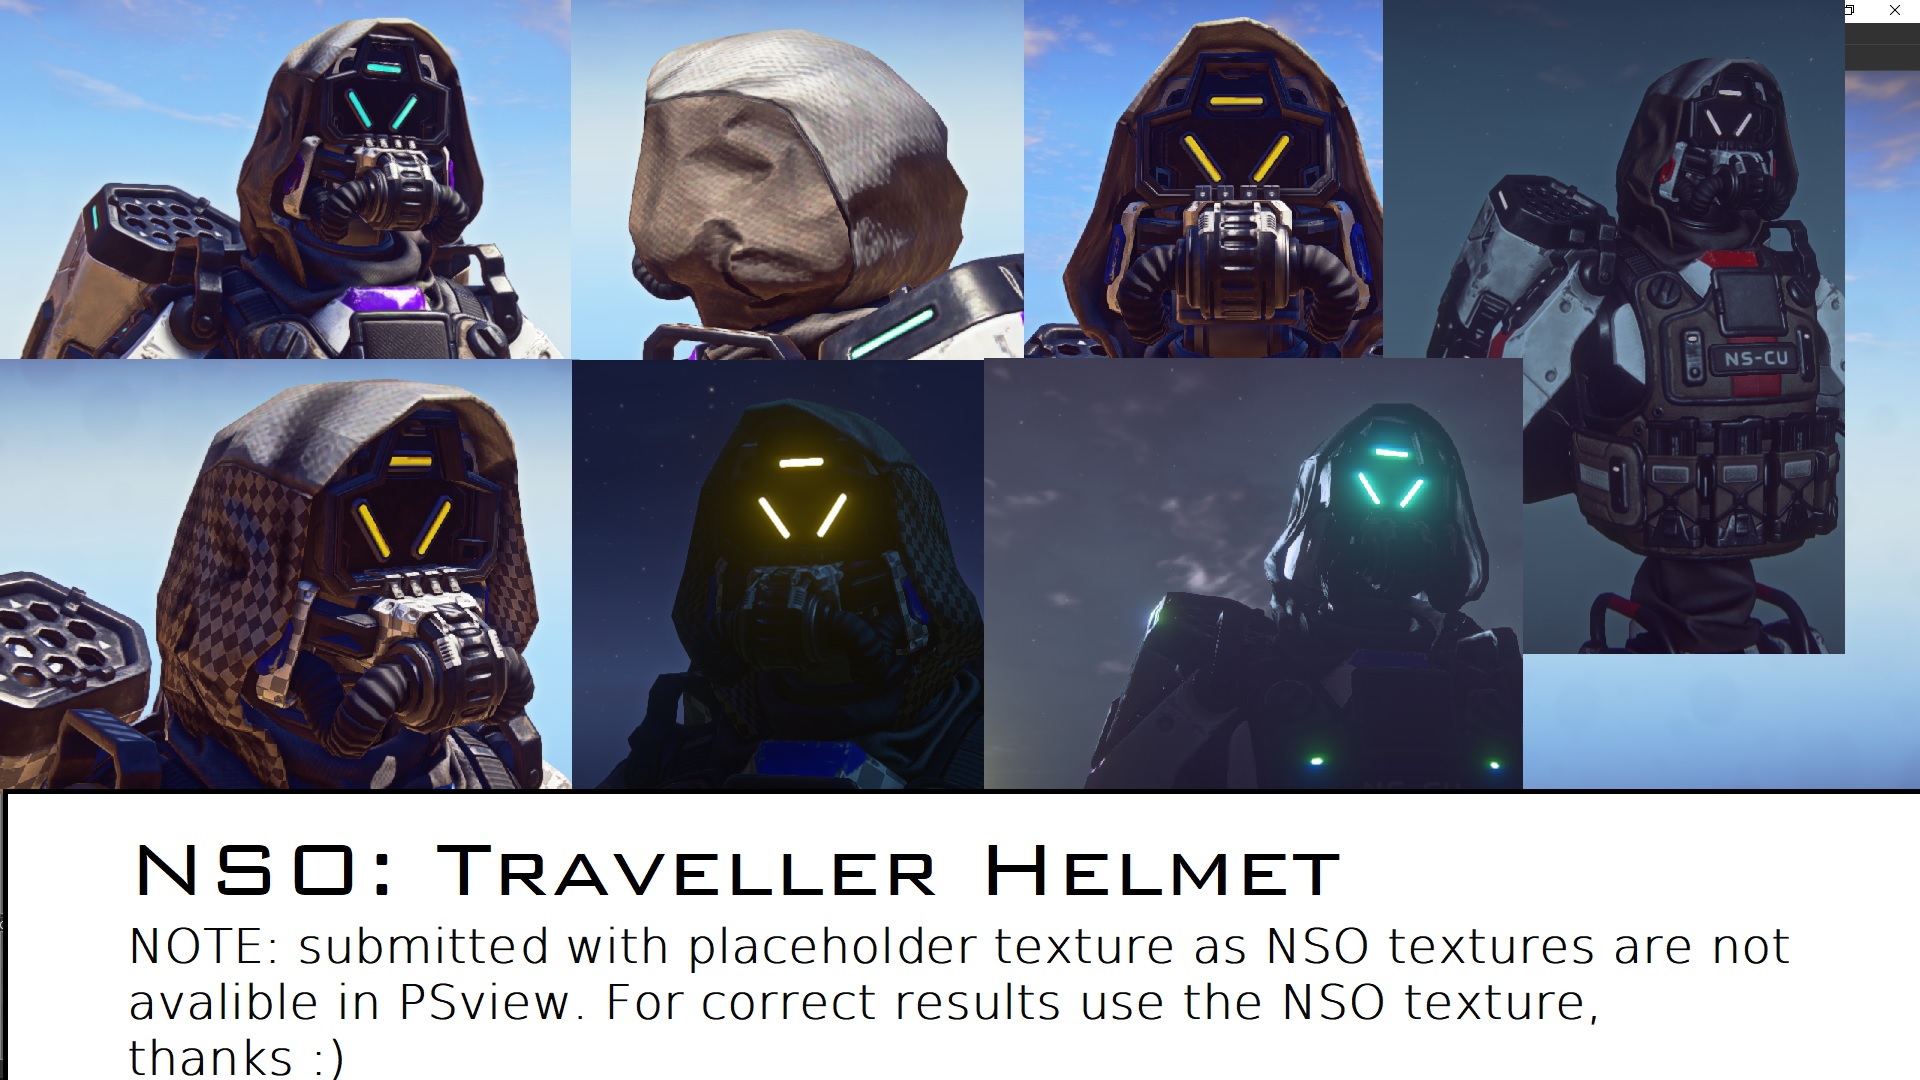 NS-CU
NSO: Traveller Helmet
NOTE: submitted with placeholder texture as NSO textures are not
avalible in PSview. For correct results use the NSO texture,
thanks :)